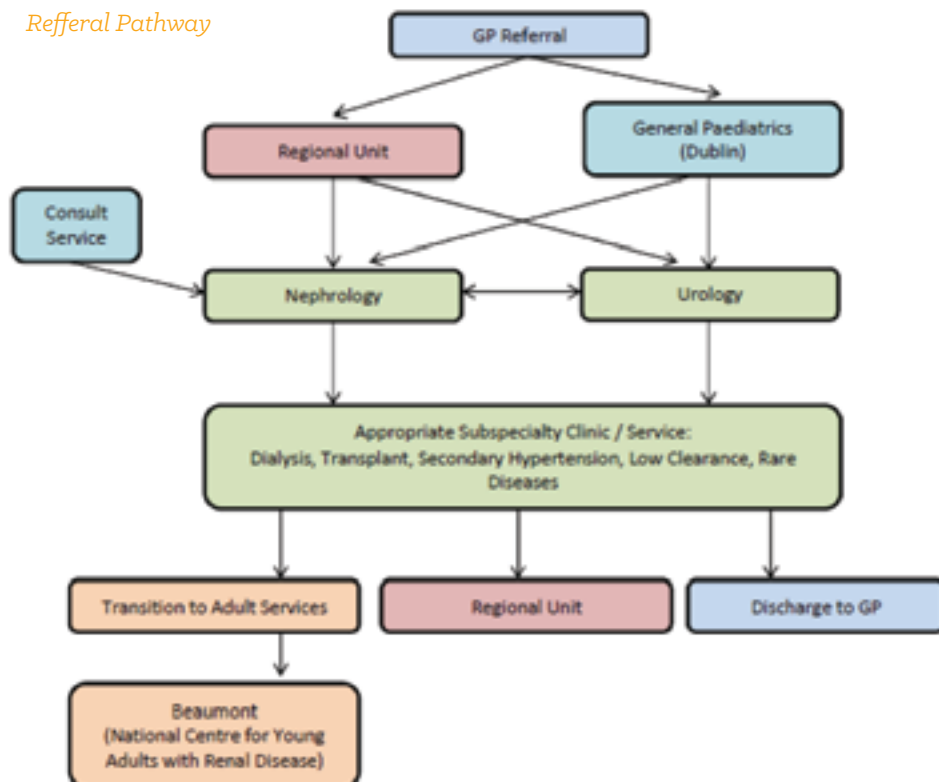 Refferal Pathway
GP Referral
Regional Unit
General Paediatrics
(Dublin)
Consult
Service
Nephrology
Urology
Appropriate Subspecialty Clinic / Service:
Dialysis, Transplant, Secondary Hypertension, Low Clearance, Rare
Diseases
Transition to Adult Services
Regional Unit
Discharge to GP
Beaumont
(National Centre for Young
Adults with Renal Disease)